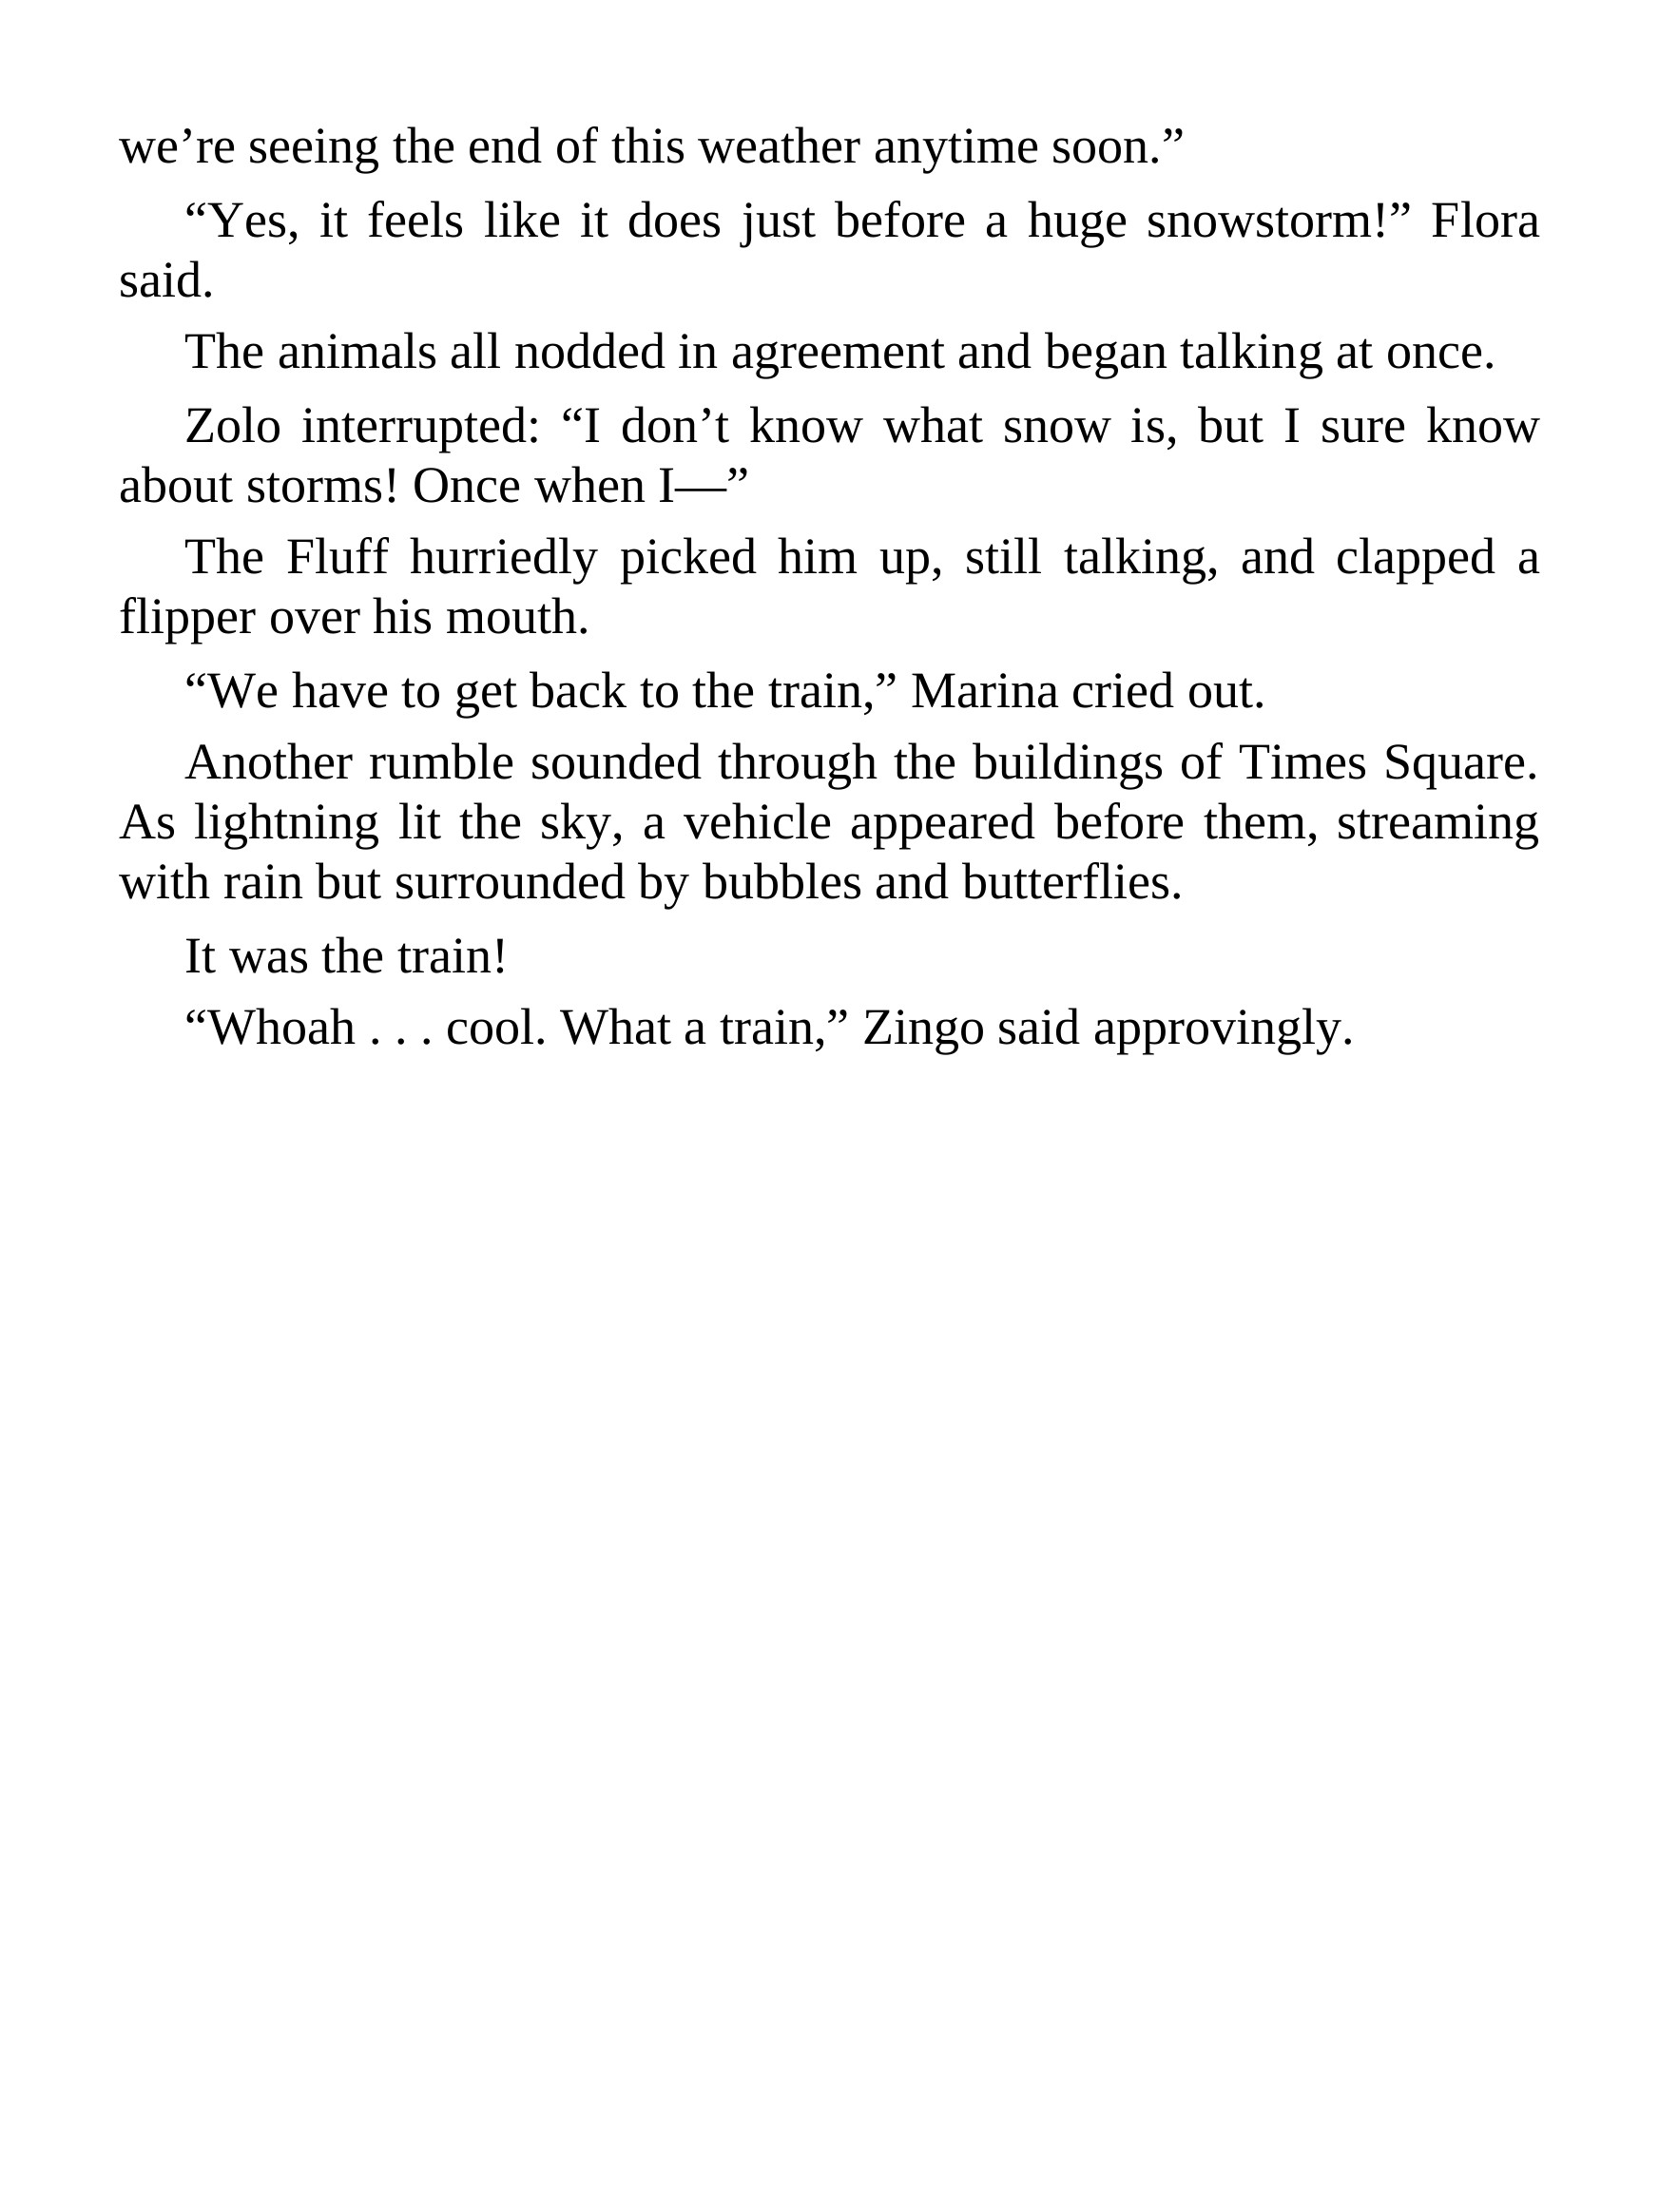 we’re seeing the end of this weather anytime soon.”
“Yes, it feels like it does just before a huge snowstorm!” Flora
said.
The animals all nodded in agreement and began talking at once.
Zolo interrupted: “I don’t know what snow is, but I sure know
about storms! Once when I—”
The Fluff hurriedly picked him up, still talking, and clapped a
flipper over his mouth.
“We have to get back to the train,” Marina cried out.
Another rumble sounded through the buildings of Times Square.
As lightning lit the sky, a vehicle appeared before them, streaming
with rain but surrounded by bubbles and butterflies.
It was the train!
“Whoah . . . cool. What a train,” Zingo said approvingly.